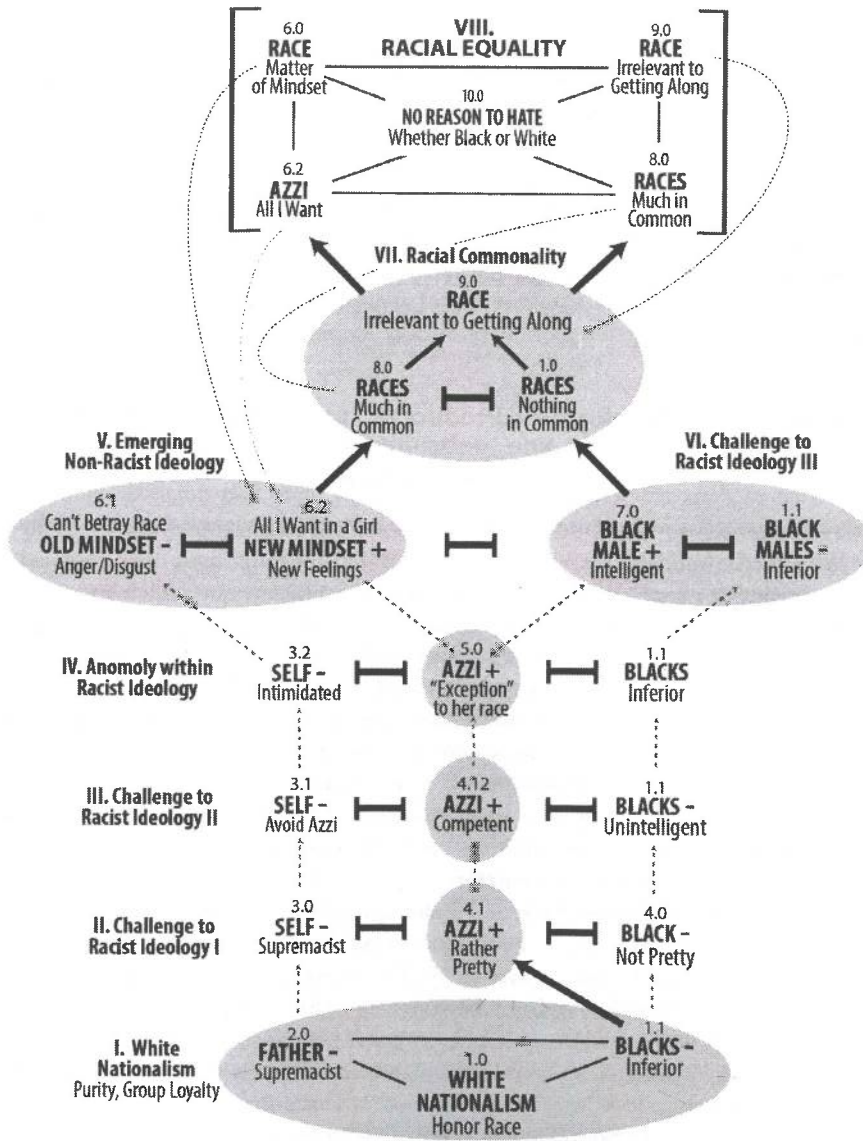 VIII.
RACIAL EQUALITY
6.0
RACE
Matter
of Mindset
9.0
RACE
Irrelevant to
Getting Along
10.0
NO REASON TO HATE
Whether Black or White
6.2
AZZI
All I Want
8.0
RACES
Much in
Common
VII. Racial Commonality
9.0
RACE
Irrelevant to Getting Along
8.0
RACES
Much in
Common
1.0
RACES
Nothing
in Common
V. Emerging
Non-Racist Ideology
6.1
Can't Betray Race
OLD MINDSET –
Anger/Disgust
6.2
All I Want in a Girl
NEW MINDSET +
New Feelings
VI. Challenge to
Racist Ideology III
7.0
BLACK
MALE +
Intelligent
1.1
BLACK
MALES –
Inferior
IV. Anomoly within
Racist Ideology
3.2
SELF –
Intimidated
5.0
AZZI +
"Exception"
to her race
1.1
BLACKS
Inferior
III. Challenge to
Racist Ideology II
3.1
SELF –
Avoid Azzi
4.12
AZZI +
Competent
1.1
BLACKS –
Unintelligent
II. Challenge to
Racist Ideology I
3.0
SELF –
Supremacist
4.1
AZZI +
Rather
Pretty
4.0
BLACK –
Not Pretty
I. White
Nationalism
Purity, Group Loyalty
2.0
FATHER –
Supremacist
1.0
WHITE
NATIONALISM
Honor Race
1.1
BLACKS –
Inferior